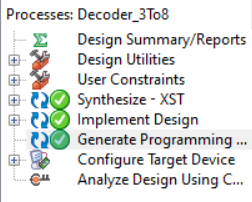 Processes: Decoder_3To8
Design Summary/Reports
Design Utilities
User Constraints
Synthesize - XST
Implement Design
Generate Programming ...
Configure Target Device
Analyze Design Using C...